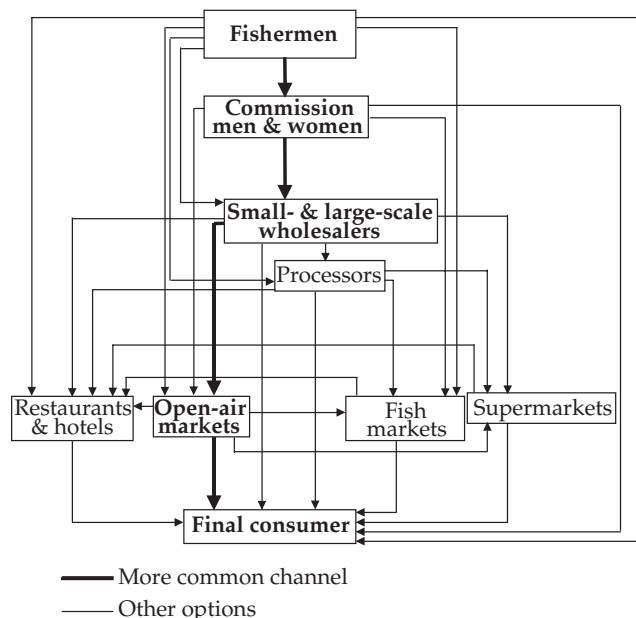 Fishermen
Commission
men & women
Small- & large-scale
wholesalers
Processors
Restaurants
& hotels
Open-air
markets
Fish
markets
Supermarkets
Final consumer
More common channel
Other options